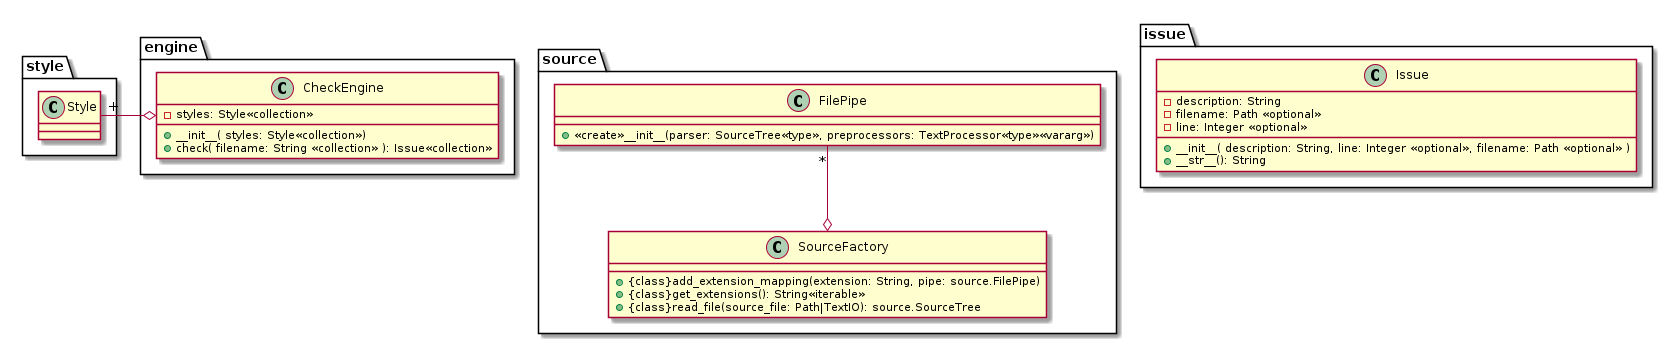 style
C Style
+
engine
C CheckEngine
styles: Style«collection»
__init__( styles: Style«collection»)
check( filename: String «collection» ): Issue«collection»
source
C FilePipe
«create»__init__(parser: SourceTree«type», preprocessors: TextProcessor«type»«vararg»)
*
C SourceFactory
{class}add_extension_mapping(extension: String, pipe: source.FilePipe)
{class}get_extensions(): String«iterable»
{class}read_file(source_file: Path|TextIO): source.SourceTree
issue
C Issue
description: String
filename: Path «optional»
line: Integer «optional»
__init__( description: String, line: Integer «optional», filename: Path «optional» )
__str__(): String